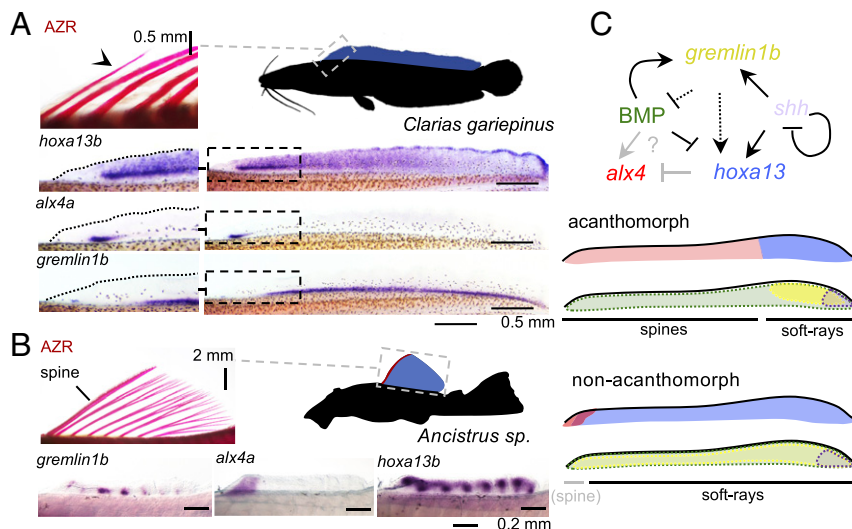 A
AZR
0.5 mm
Clarias gariepinus
hoxa13b
alx4a
gremlin1b
0.5 mm
B
AZR
spine
2 mm
Ancistrus sp.
gremlin1b
alx4a
hoxa13b
0.2 mm
C
gremlin1b
BMP
shh
?
alx4
hoxa13
acanthomorph
spines
soft-rays
non-acanthomorph
(spine)
soft-rays